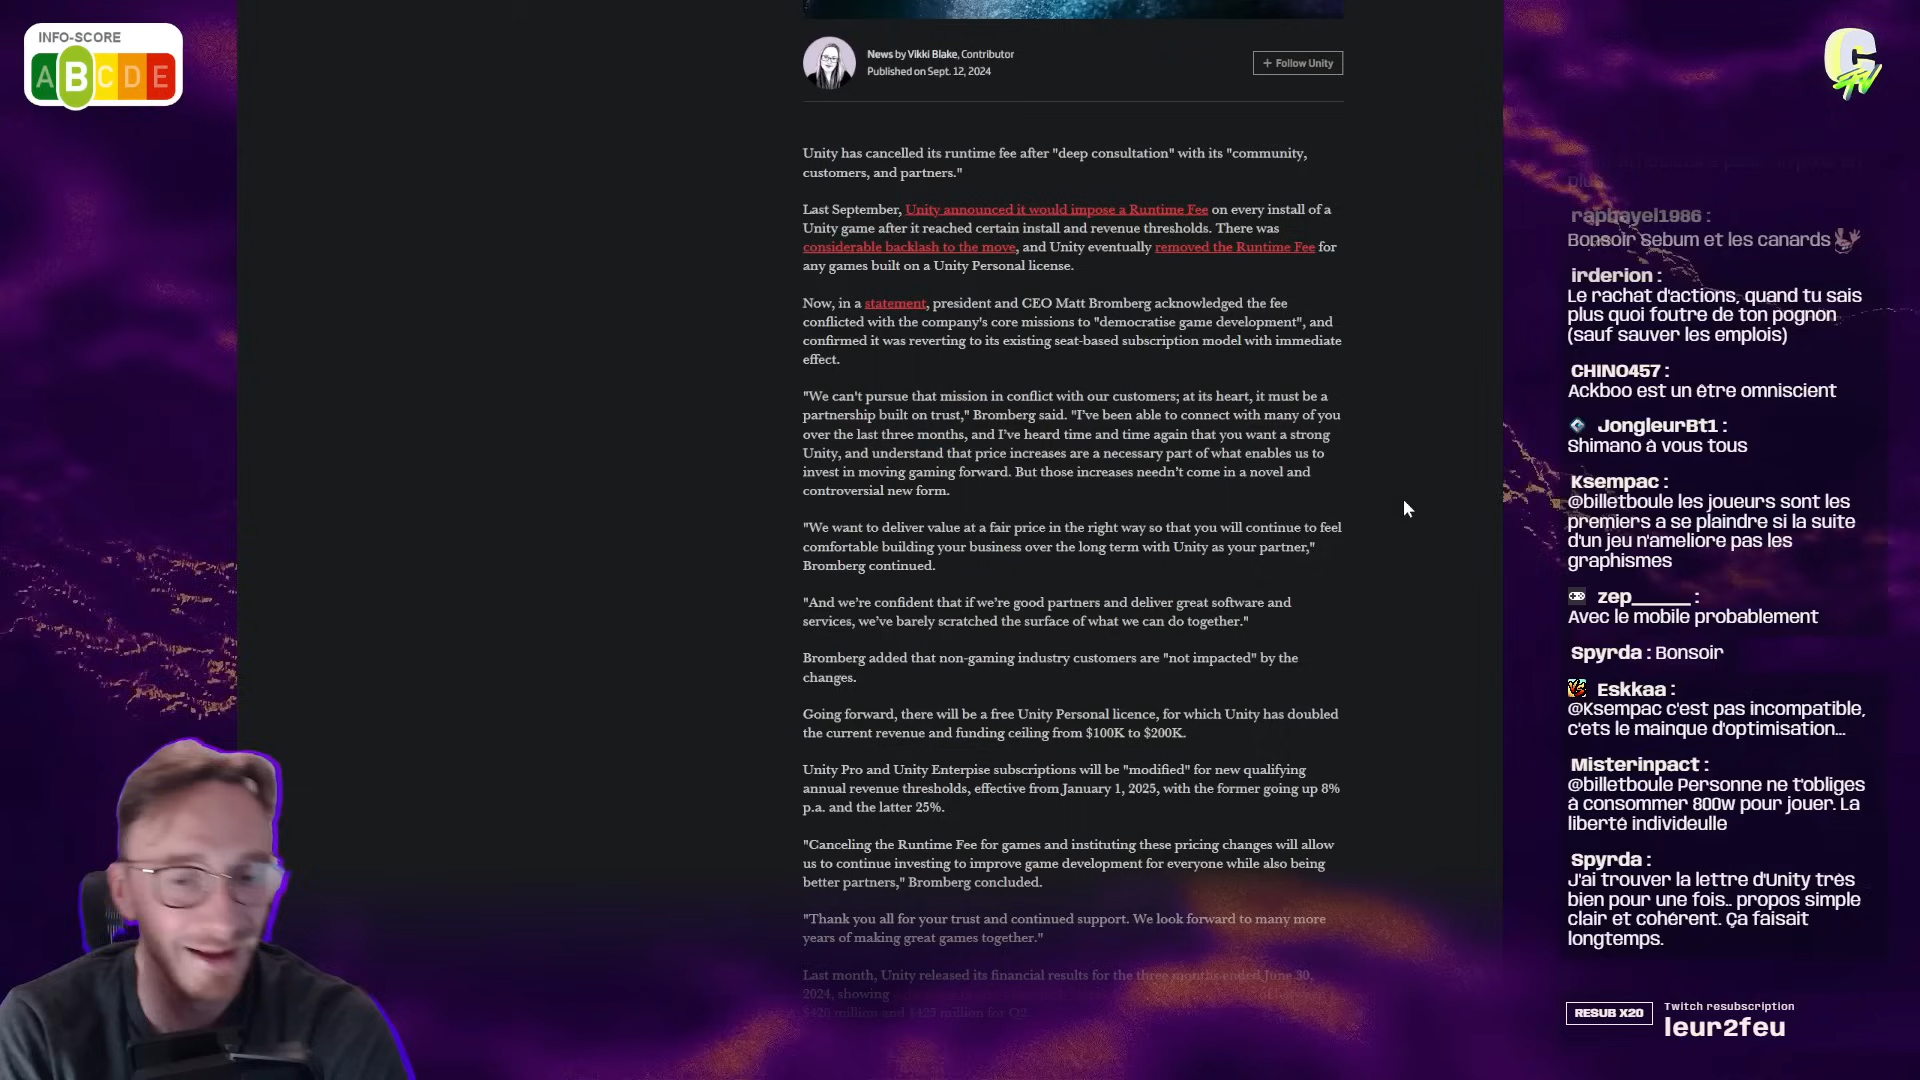 INFO-SCORE
A B C D E
News by Vikki Blake, Contributor
Published on Sept. 12, 2024
+ Follow Unity
Unity has cancelled its runtime fee after "deep consultation" with its "community,
customers, and partners."
Last September, Unity announced it would impose a Runtime Fee on every install of a
Unity game after it reached certain install and revenue thresholds. There was
considerable backlash to the move, and Unity eventually removed the Runtime Fee for
any games built on a Unity Personal license.
Now, in a statement, president and CEO Matt Bromberg acknowledged the fee
conflicted with the company's core missions to "democratise game development", and
confirmed it was reverting to its existing seat-based subscription model with immediate
effect.
"We can't pursue that mission in conflict with our customers; at its heart, it must be a
partnership built on trust," Bromberg said. "I've been able to connect with many of you
over the last three months, and I've heard time and time again that you want a strong
Unity, and understand that price increases are a necessary part of what enables us to
invest in moving gaming forward. But those increases needn't come in a novel and
controversial new form.
"We want to deliver value at a fair price in the right way so that you will continue to feel
comfortable building your business over the long term with Unity as your partner,"
Bromberg continued.
"And we're confident that if we're good partners and deliver great software and
services, we've barely scratched the surface of what we can do together."
Bromberg added that non-gaming industry customers are "not impacted" by the
changes.
Going forward, there will be a free Unity Personal licence, for which Unity has doubled
the current revenue and funding ceiling from $100K to $200K.
Unity Pro and Unity Enterpise subscriptions will be "modified" for new qualifying
annual revenue thresholds, effective from January 1, 2025, with the former going up 8%
p.a. and the latter 25%.
"Canceling the Runtime Fee for games and instituting these pricing changes will allow
us to continue investing to improve game development for everyone while also being
better partners," Bromberg concluded.
"Thank you all for your trust and continued support. We look forward to many more
years of making great games together."
Last month, Unity released its financial results for the three months ended June 30,
2024, showing
million and $425 million for Q2.
C TV
plus
raphayel1986 :
Bonsoir Sebum et les canards
irderion :
Le rachat d'actions, quand tu sais
plus quoi foutre de ton pognon
(sauf sauver les emplois)
CHINO457 :
Ackboo est un être omniscient
JongleurBt1 :
Shimano à vous tous
Ksempac :
@billetboule les joueurs sont les
premiers a se plaindre si la suite
d'un jeu n'ameliore pas les
graphismes
zep_____ :
Avec le mobile probablement
Spyrda : Bonsoir
Eskkaa :
@Ksempac c'est pas incompatible,
c'ets le mainque d'optimisation...
Misterinpact :
@billetboule Personne ne t'obliges
à consommer 800w pour jouer. La
liberté individeulle
Spyrda :
J'ai trouver la lettre d'Unity très
bien pour une fois.. propos simple
clair et cohérent. Ça faisait
longtemps.
RESUB X20
Twitch resubscription
leur2feu